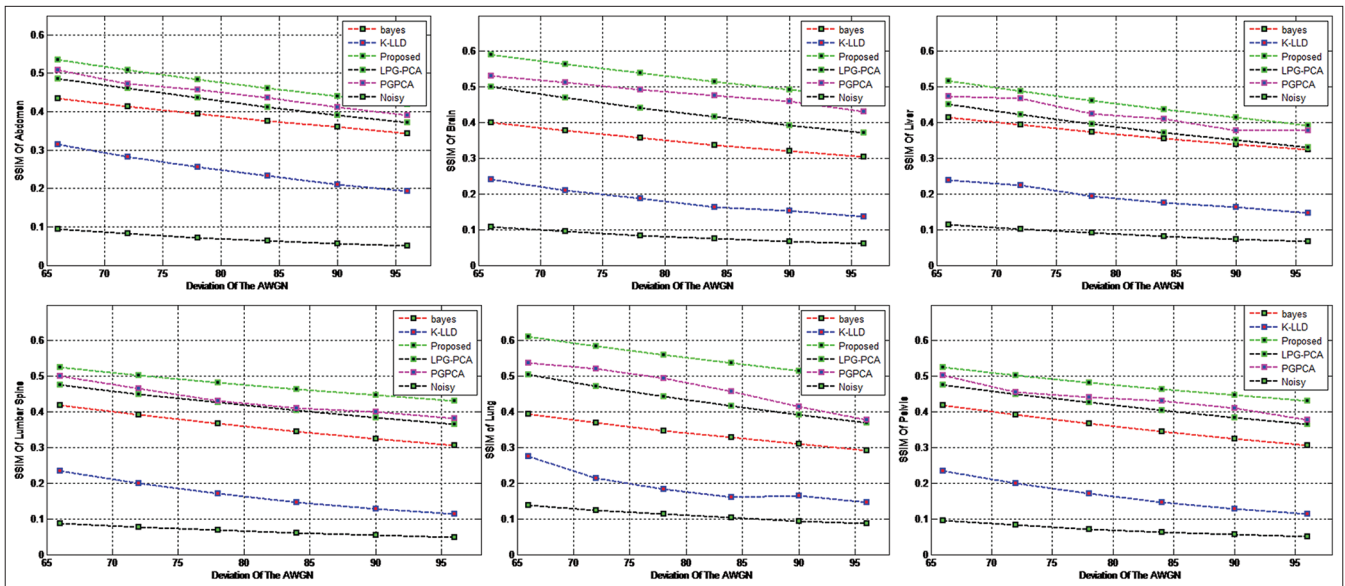 SSIM Of Abdomen
0.6
0.5
0.4
0.3
0.2
0.1
0
65 70 75 80 85 90 95
Deviation Of The AWGN
bayes
K-LLD
Proposed
LPG-PCA
PGPCA
Noisy
SSIM Of Brain
0.6
0.5
0.4
0.3
0.2
0.1
0
65 70 75 80 85 90 95
Deviation Of The AWGN
bayes
K-LLD
Proposed
LPG-PCA
PGPCA
Noisy
SSIM Of Liver
0.6
0.5
0.4
0.3
0.2
0.1
0
65 70 75 80 85 90 95
Deviation Of The AWGN
bayes
K-LLD
Proposed
LPG-PCA
PGPCA
Noisy
SSIM Of Lumbar Spine
0.6
0.5
0.4
0.3
0.2
0.1
0
65 70 75 80 85 90 95
Deviation Of The AWGN
bayes
K-LLD
Proposed
LPG-PCA
PGPCA
Noisy
SSIM of Lung
0.6
0.5
0.4
0.3
0.2
0.1
0
65 70 75 80 85 90 95
Deviation Of The AWGN
bayes
K-LLD
Proposed
LPG-PCA
PGPCA
Noisy
SSIM Of Pelvis
0.6
0.5
0.4
0.3
0.2
0.1
0
65 70 75 80 85 90 95
Deviation Of The AWGN
bayes
K-LLD
Proposed
LPG-PCA
PGPCA
Noisy